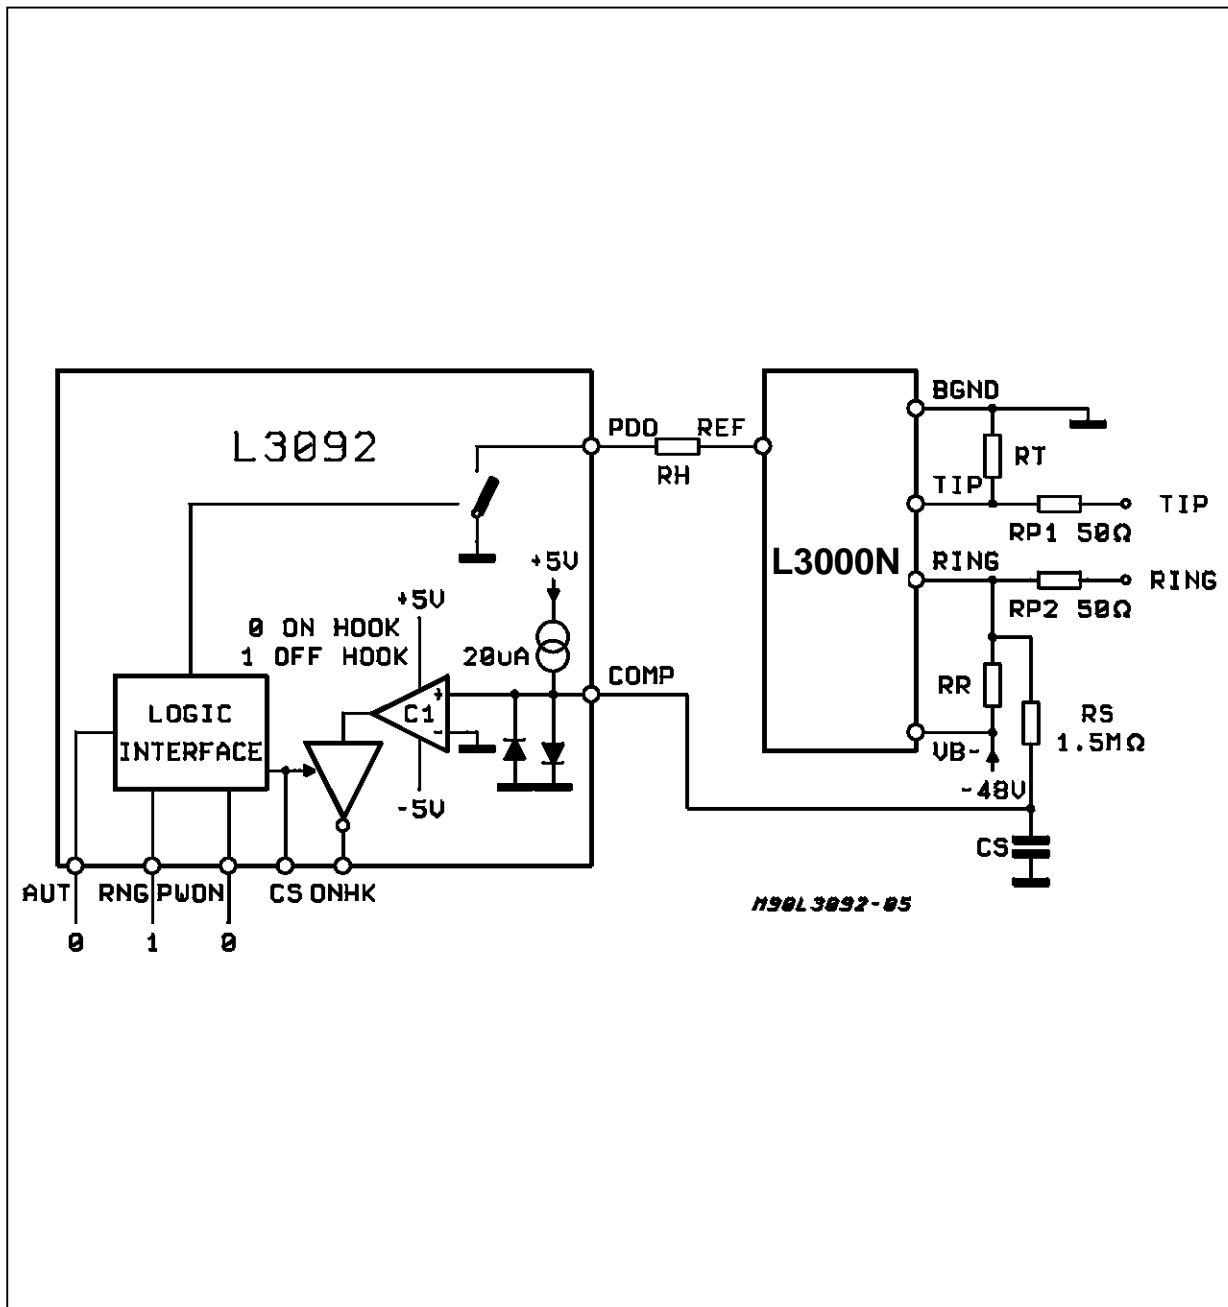 L3092
PDO
REF
RH
BGND
RT
TIP
TIP
RP1 50Ω
L3000N
RING
RING
RP2 50Ω
+5V
+5V
0 ON HOOK
1 OFF HOOK
20uA
COMP
C1
+
-
LOGIC
INTERFACE
RR
RS
1.5MΩ
VB-
-48V
-5V
CS
AUT
RNG
PWON
CS
ONHK
M90L3092-05
0
1
0